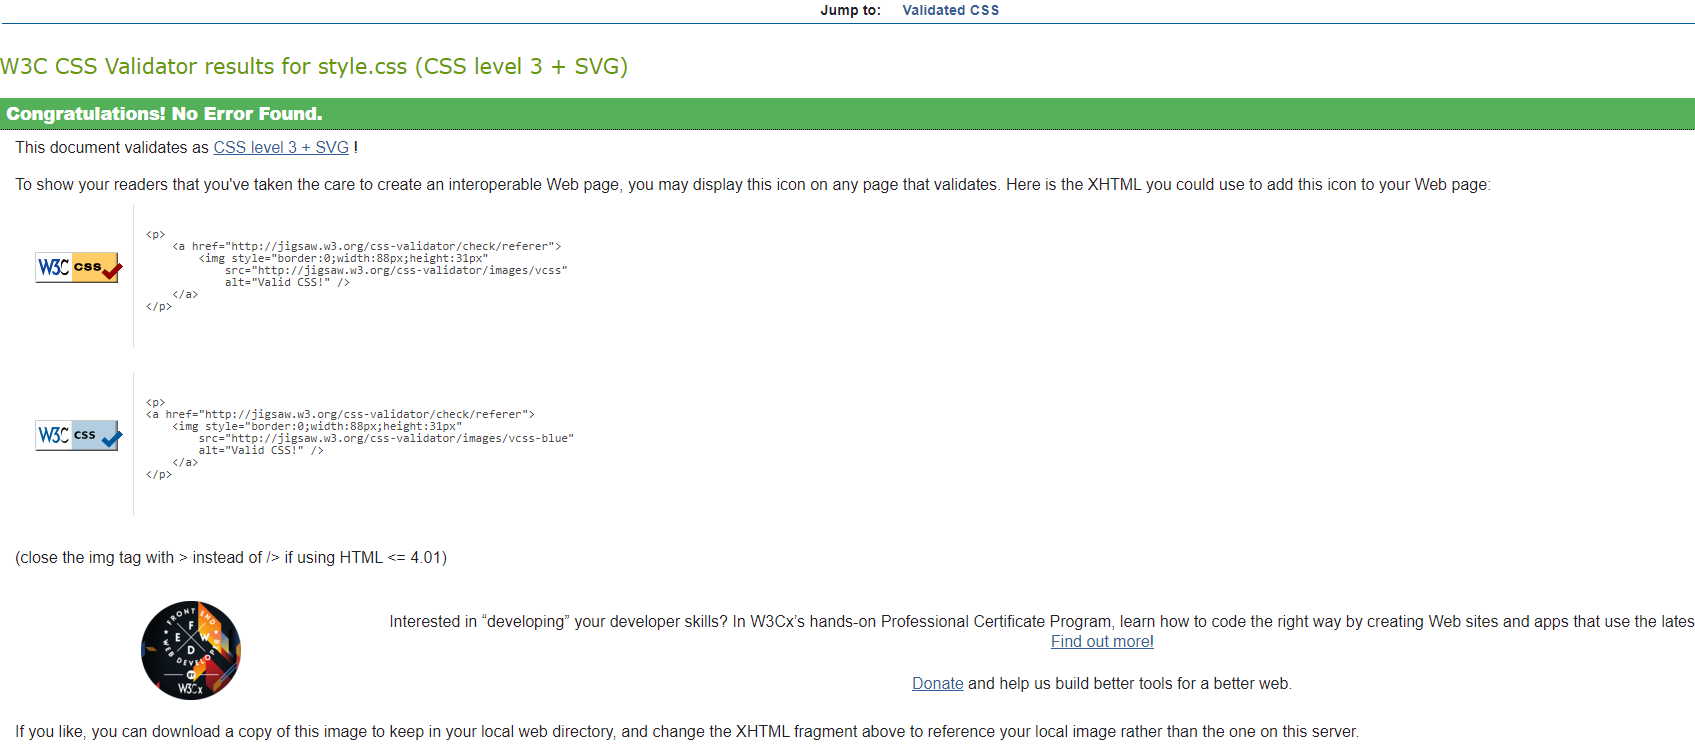 Jump to: Validated CSS
W3C CSS Validator results for style.css (CSS level 3 + SVG)
Congratulations! No Error Found.
This document validates as CSS level 3 + SVG !
To show your readers that you've taken the care to create an interoperable Web page, you may display this icon on any page that validates. Here is the XHTML you could use to add this icon to your Web page:
W3C css
<p>
<a href="http://jigsaw.w3.org/css-validator/check/referer">
<img style="border:0;width:88px;height:31px"
src="http://jigsaw.w3.org/css-validator/images/vcss"
alt="Valid CSS!" />
</a>
</p>
W3C css
<p>
<a href="http://jigsaw.w3.org/css-validator/check/referer">
<img style="border:0;width:88px;height:31px"
src="http://jigsaw.w3.org/css-validator/images/vcss-blue"
alt="Valid CSS!" />
</a>
</p>
(close the img tag with > instead of /> if using HTML <= 4.01)
FRONT END
WEB DEVELOPER
F E W D
BY
W3Cx
Interested in “developing” your developer skills? In W3Cx’s hands-on Professional Certificate Program, learn how to code the right way by creating Web sites and apps that use the lates
Find out more!
Donate and help us build better tools for a better web.
If you like, you can download a copy of this image to keep in your local web directory, and change the XHTML fragment above to reference your local image rather than the one on this server.